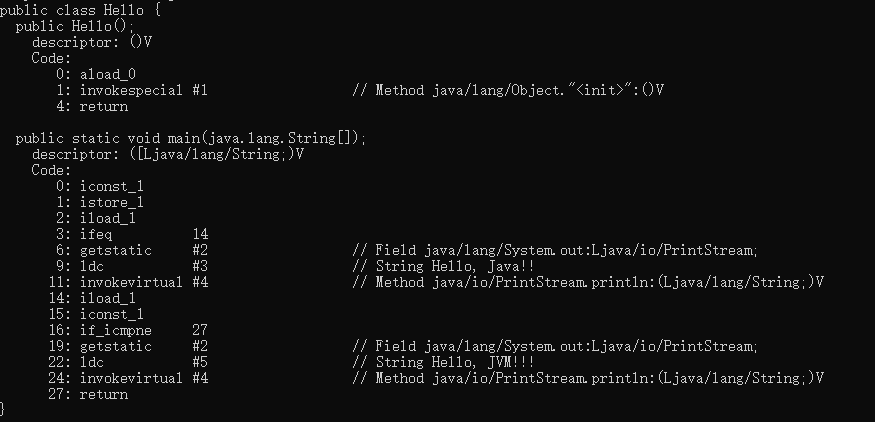 public class Hello {
  public Hello();
    descriptor: ()V
    Code:
       0: aload_0
       1: invokespecial #1                  // Method java/lang/Object."<init>":()V
       4: return

  public static void main(java.lang.String[]);
    descriptor: ([Ljava/lang/String;)V
    Code:
       0: iconst_1
       1: istore_1
       2: iload_1
       3: ifeq          14
       6: getstatic     #2                  // Field java/lang/System.out:Ljava/io/PrintStream;
       9: ldc           #3                  // String Hello, Java!!
      11: invokevirtual #4                  // Method java/io/PrintStream.println:(Ljava/lang/String;)V
      14: iload_1
      15: iconst_1
      16: if_icmpne     27
      19: getstatic     #2                  // Field java/lang/System.out:Ljava/io/PrintStream;
      22: ldc           #5                  // String Hello, JVM!!!
      24: invokevirtual #4                  // Method java/io/PrintStream.println:(Ljava/lang/String;)V
      27: return
}